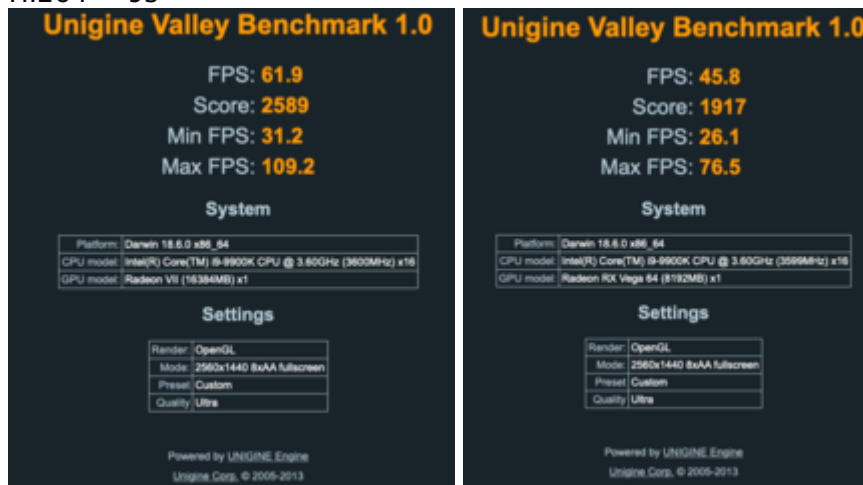 Unigine Valley Benchmark 1.0
FPS: 61.9
Score: 2589
Min FPS: 31.2
Max FPS: 109.2
System
Platform: Darwin 18.6.0 x86_64
CPU model: Intel(R) Core(TM) i9-9900K CPU @ 3.60GHz (3600MHz) x16
GPU model: Radeon VII (16384MB) x1
Settings
Render: OpenGL
Mode: 2560x1440 8xAA fullscreen
Preset Custom
Quality Ultra
Powered by UNIGINE Engine
Unigine Corp. © 2005-2013
Unigine Valley Benchmark 1.0
FPS: 45.8
Score: 1917
Min FPS: 26.1
Max FPS: 76.5
System
Platform: Darwin 18.6.0 x86_64
CPU model: Intel(R) Core(TM) i9-9900K CPU @ 3.60GHz (3599MHz) x16
GPU model: Radeon RX Vega 64 (8192MB) x1
Settings
Render: OpenGL
Mode: 2560x1440 8xAA fullscreen
Preset Custom
Quality Ultra
Powered by UNIGINE Engine
Unigine Corp. © 2005-2013